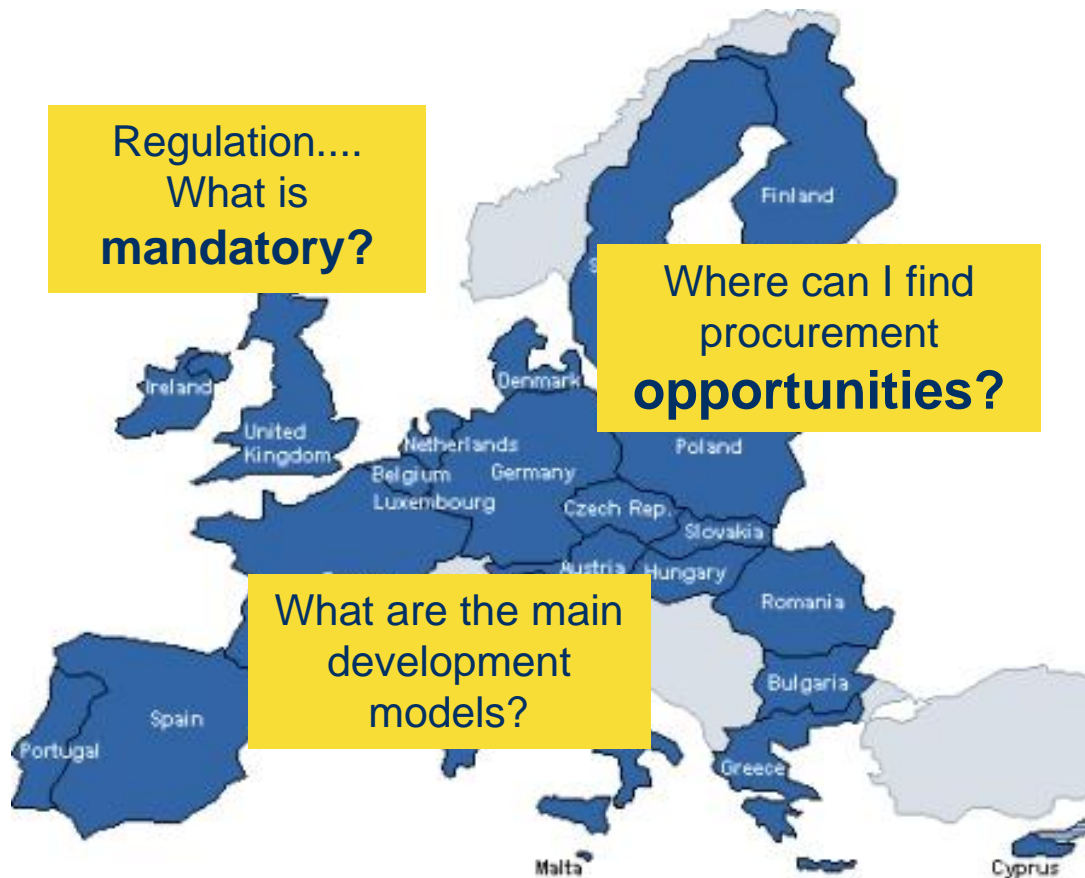 Regulation....
What is
mandatory?
Finland
Where can I find
procurement
opportunities?
Ireland
Denmark
United
Kingdom
Netherlands
Poland
Belgium
Germany
Luxembourg
Czech Rep.
Slovakia
Austria
Hungary
What are the main
development
models?
Romania
Bulgaria
Spain
Portugal
Greece
Malta
Cyprus